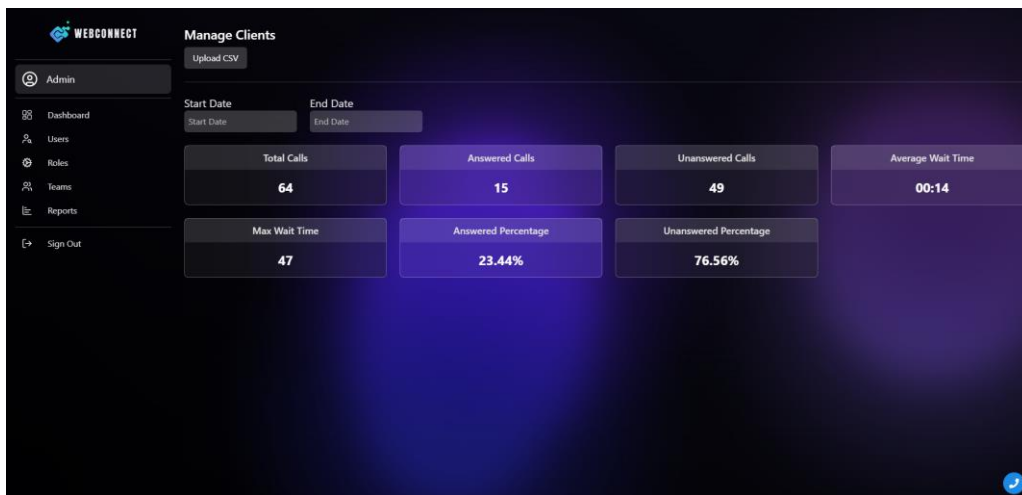 WEBCONNECT
Admin
Dashboard
Users
Roles
Teams
Reports
Sign Out
Manage Clients
Upload CSV
Start Date End Date
Start Date End Date
Total Calls Answered Calls Unanswered Calls Average Wait Time
64 15 49 00:14
Max Wait Time Answered Percentage Unanswered Percentage
47 23.44% 76.56%